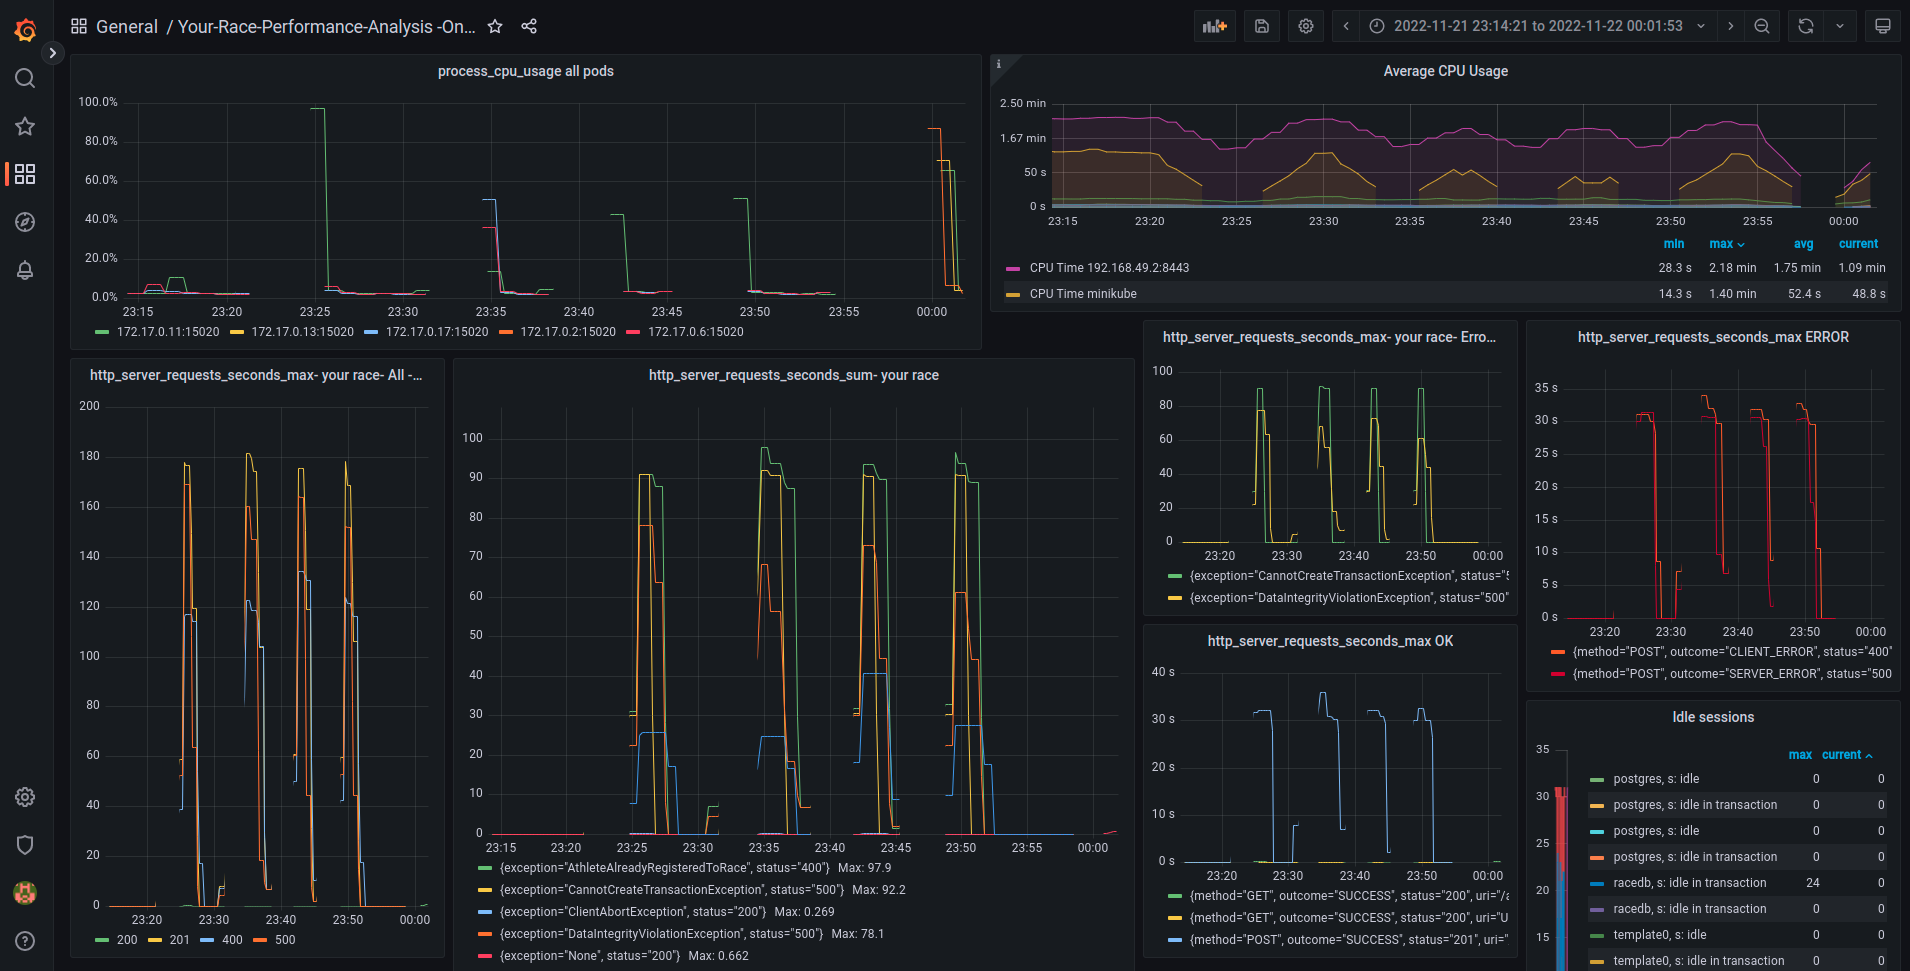 General / Your-Race-Performance-Analysis -On...
2022-11-21 23:14:21 to 2022-11-22 00:01:53
process_cpu_usage all pods
100.0%
80.0%
60.0%
40.0%
20.0%
0.0%
23:15 23:20 23:25 23:30 23:35 23:40 23:45 23:50 23:55 00:00
172.17.0.11:15020 172.17.0.13:15020 172.17.0.17:15020 172.17.0.2:15020 172.17.0.6:15020
i
Average CPU Usage
2.50 min
1.67 min
50 s
0 s
23:15 23:20 23:25 23:30 23:35 23:40 23:45 23:50 23:55 00:00
min max avg current
CPU Time 192.168.49.2:8443 28.3 s 2.18 min 1.75 min 1.09 min
CPU Time minikube 14.3 s 1.40 min 52.4 s 48.8 s
http_server_requests_seconds_max- your race- All -...
200
180
160
140
120
100
80
60
40
20
0
23:20 23:30 23:40 23:50 00:00
200 201 400 500
http_server_requests_seconds_sum- your race
100
90
80
70
60
50
40
30
20
10
0
23:15 23:20 23:25 23:30 23:35 23:40 23:45 23:50 23:55 00:00
{exception="AthleteAlreadyRegisteredToRace", status="400"} Max: 97.9
{exception="CannotCreateTransactionException", status="500"} Max: 92.2
{exception="ClientAbortException", status="200"} Max: 0.269
{exception="DataIntegrityViolationException", status="500"} Max: 78.1
{exception="None", status="200"} Max: 0.662
http_server_requests_seconds_max- your race- Erro...
100
80
60
40
20
0
23:20 23:30 23:40 23:50 00:00
{exception="CannotCreateTransactionException", status="5
{exception="DataIntegrityViolationException", status="500"
http_server_requests_seconds_max OK
40 s
30 s
20 s
10 s
0 s
23:20 23:30 23:40 23:50 00:00
{method="GET", outcome="SUCCESS", status="200", uri="/a
{method="GET", outcome="SUCCESS", status="200", uri="U
{method="POST", outcome="SUCCESS", status="201", uri="
http_server_requests_seconds_max ERROR
35 s
30 s
25 s
20 s
15 s
10 s
5 s
0 s
23:20 23:30 23:40 23:50 00:00
{method="POST", outcome="CLIENT_ERROR", status="400"
{method="POST", outcome="SERVER_ERROR", status="500
Idle sessions
35
30
25
20
15
max current
postgres, s: idle 0 0
postgres, s: idle in transaction 0 0
postgres, s: idle 0 0
postgres, s: idle in transaction 0 0
racedb, s: idle in transaction 24 0
racedb, s: idle in transaction 0 0
template0, s: idle 0 0
template0, s: idle in transaction 0 0